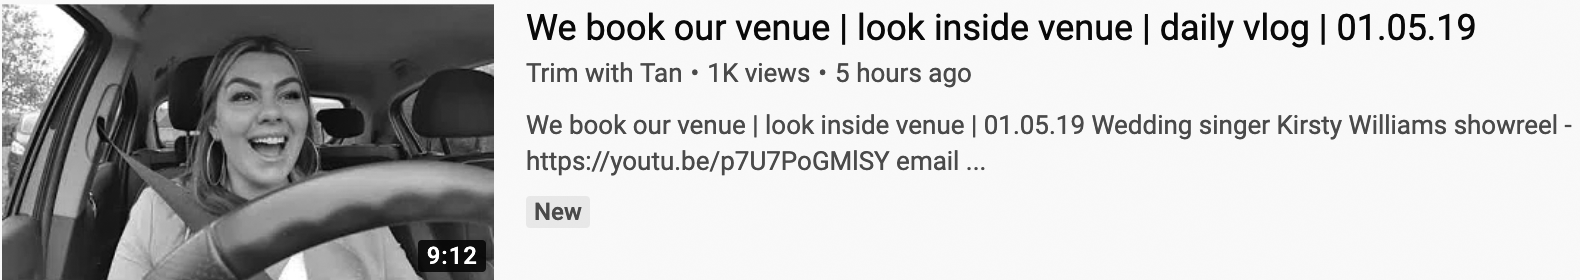 We book our venue | look inside venue | daily vlog | 01.05.19
Trim with Tan • 1K views • 5 hours ago
We book our venue | look inside venue | 01.05.19 Wedding singer Kirsty Williams showreel -
https://youtu.be/p7U7PoGMlSY email ...
New
9:12